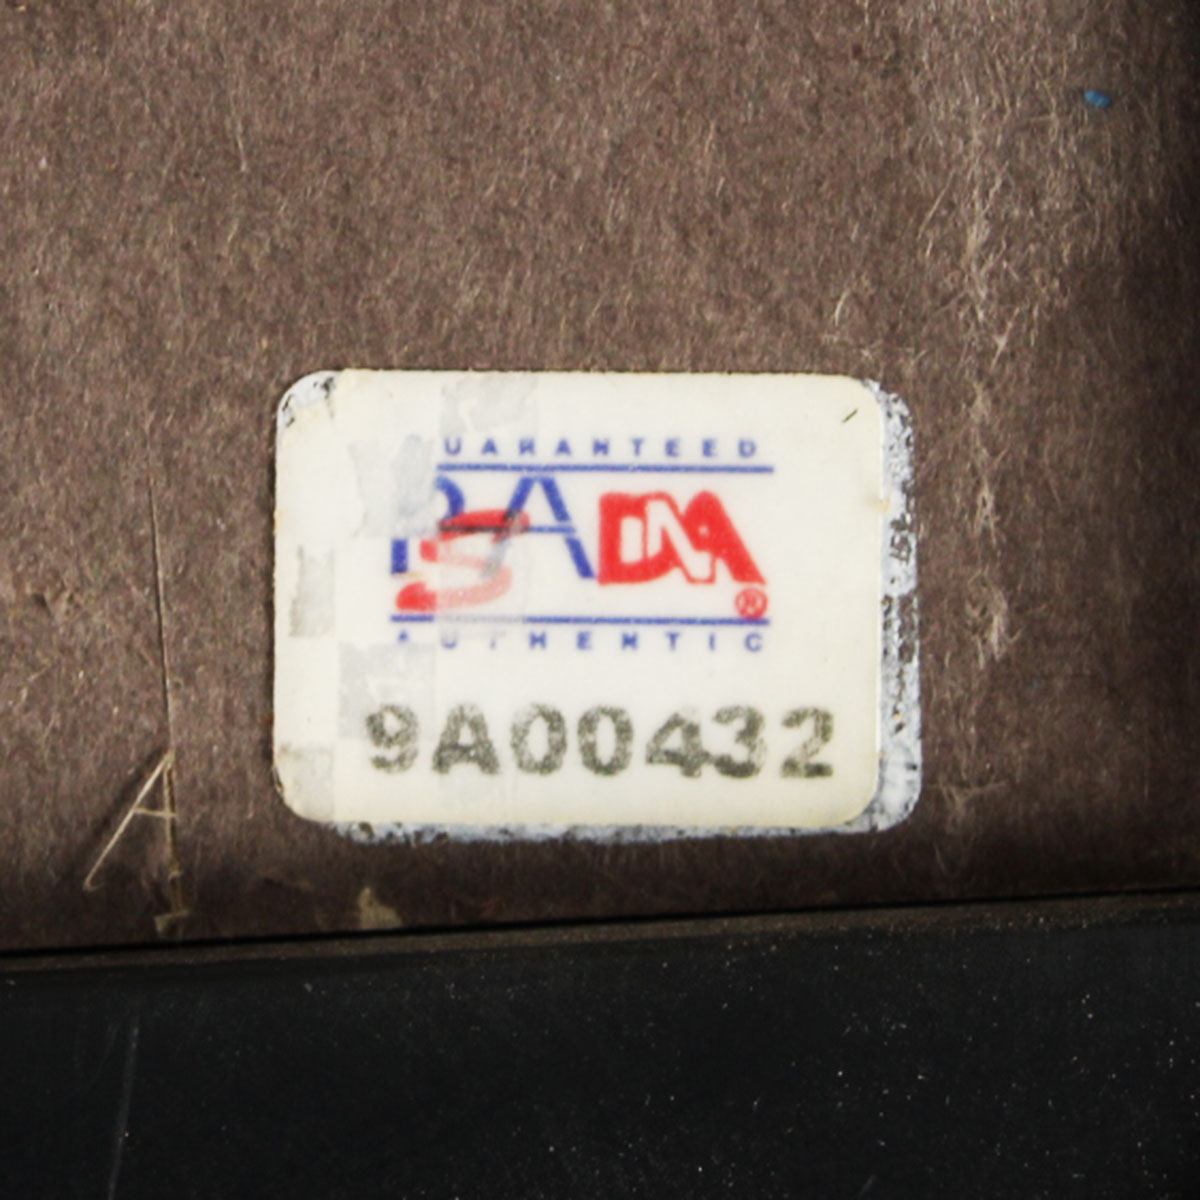 GUARANTEED
PSA DNA ®
AUTHENTIC
9A00432